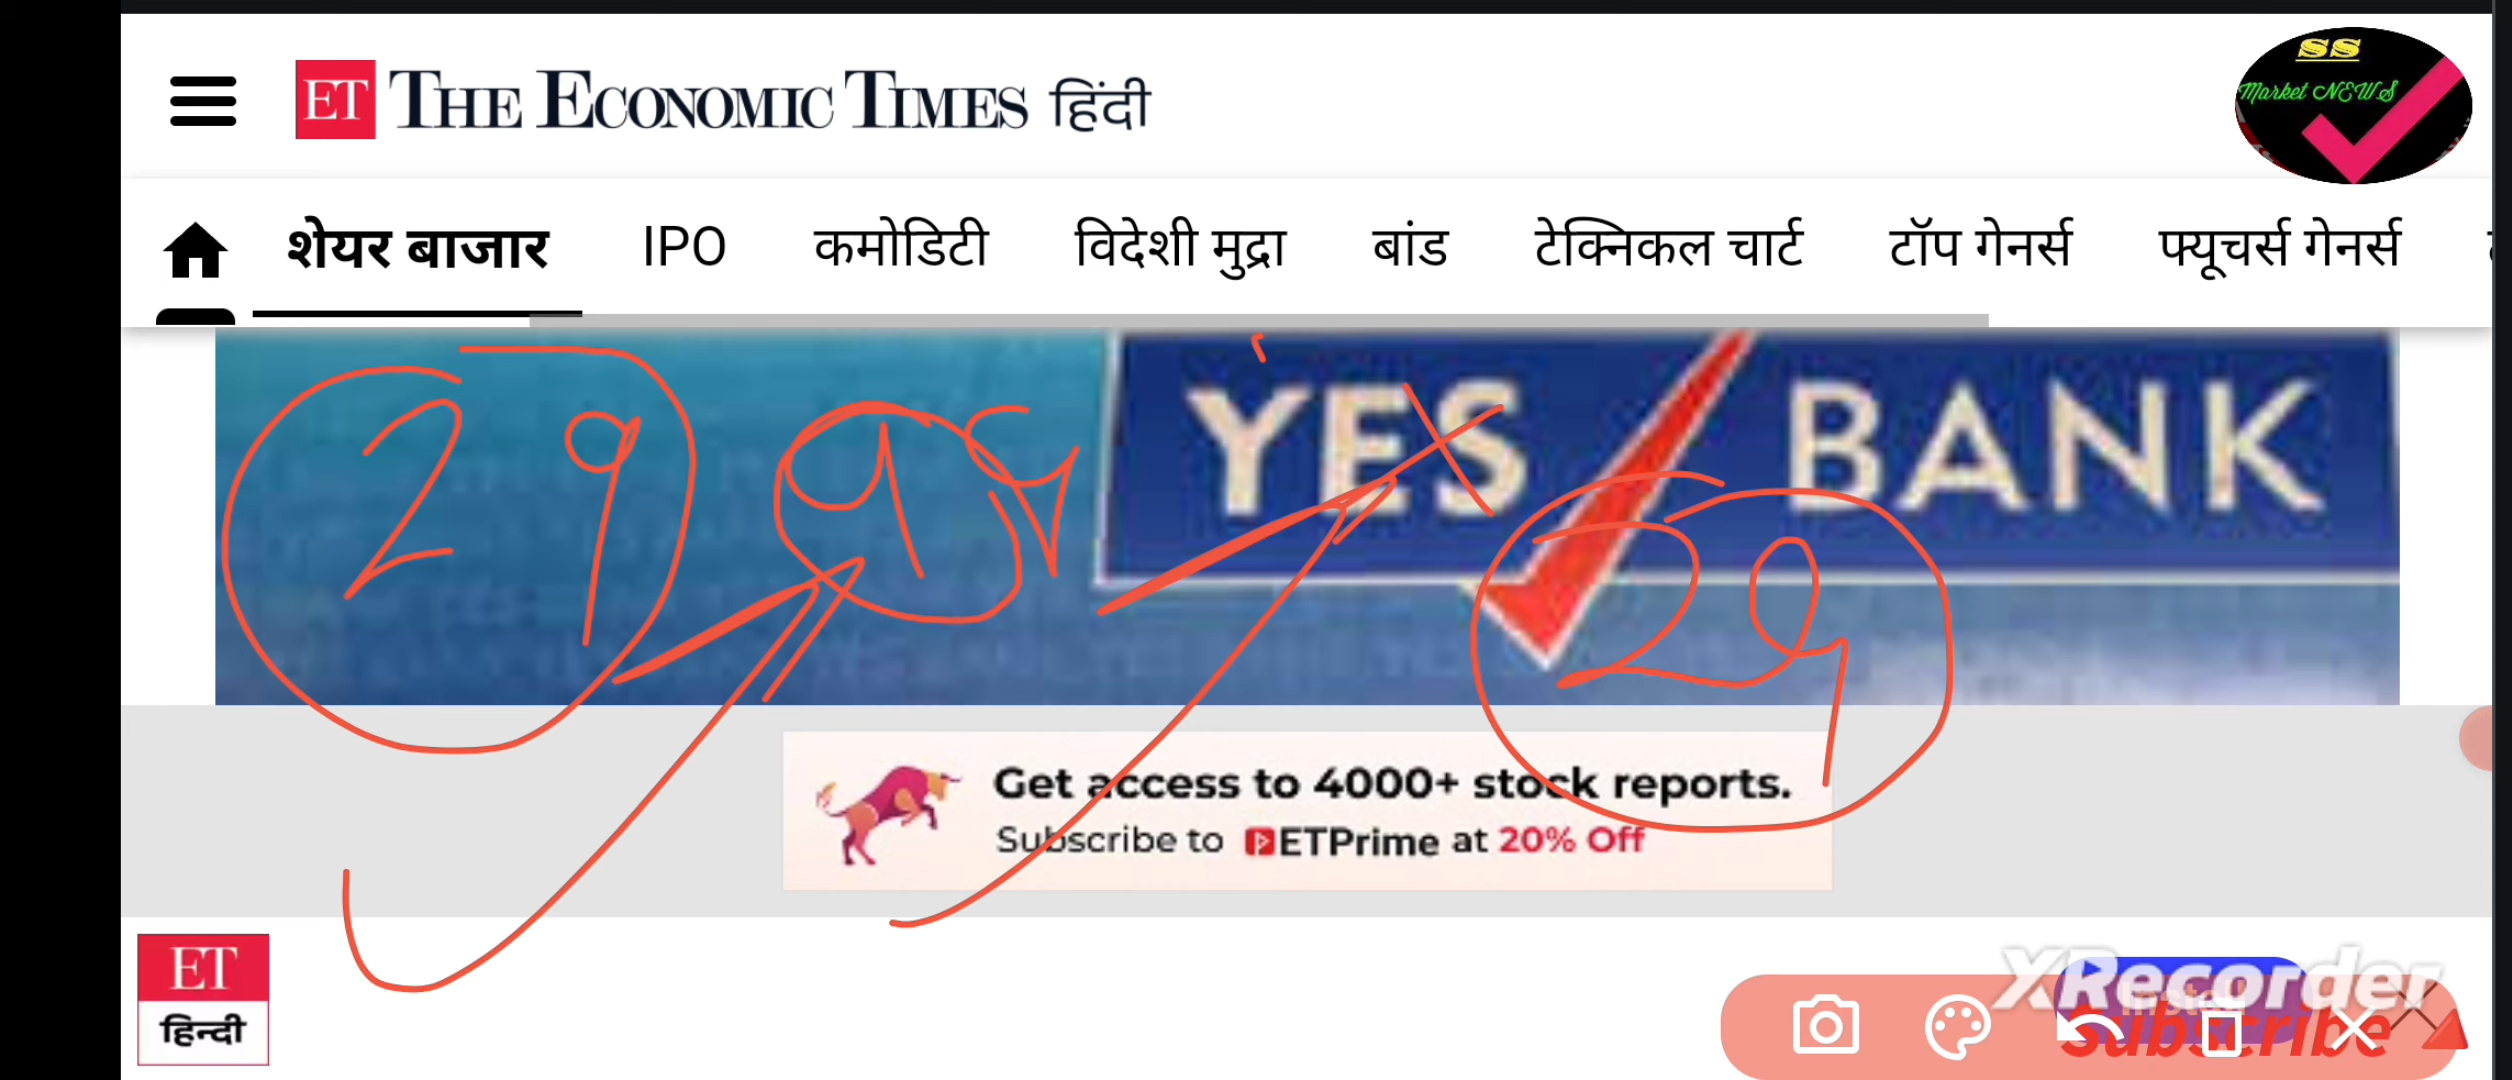 ET THE ECONOMIC TIMES हिंदी
SS
Market NEWS
शेयर बाजार IPO कमोडिटी विदेशी मुद्रा बांड टेक्निकल चार्ट टॉप गेनर्स फ्यूचर्स गेनर्स
YES BANK
29
29
Get access to 4000+ stock reports.
Subscribe to ETPrime at 20% Off
ET
हिन्दी
XRecorder
Subscribe